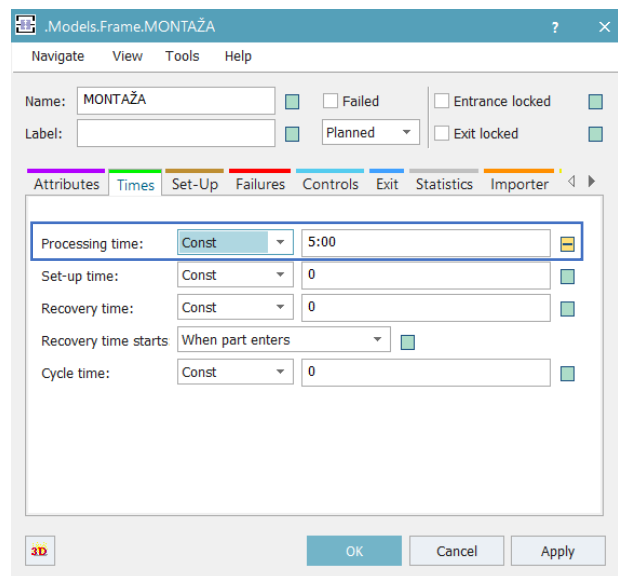 .Models.Frame.MONTAŽA ? ×
Navigate View Tools Help
Name: MONTAŽA Failed Entrance locked
Label: Planned Exit locked
Attributes Times Set-Up Failures Controls Exit Statistics Importer
Processing time: Const 5:00
Set-up time: Const 0
Recovery time: Const 0
Recovery time starts When part enters
Cycle time: Const 0
3D OK Cancel Apply